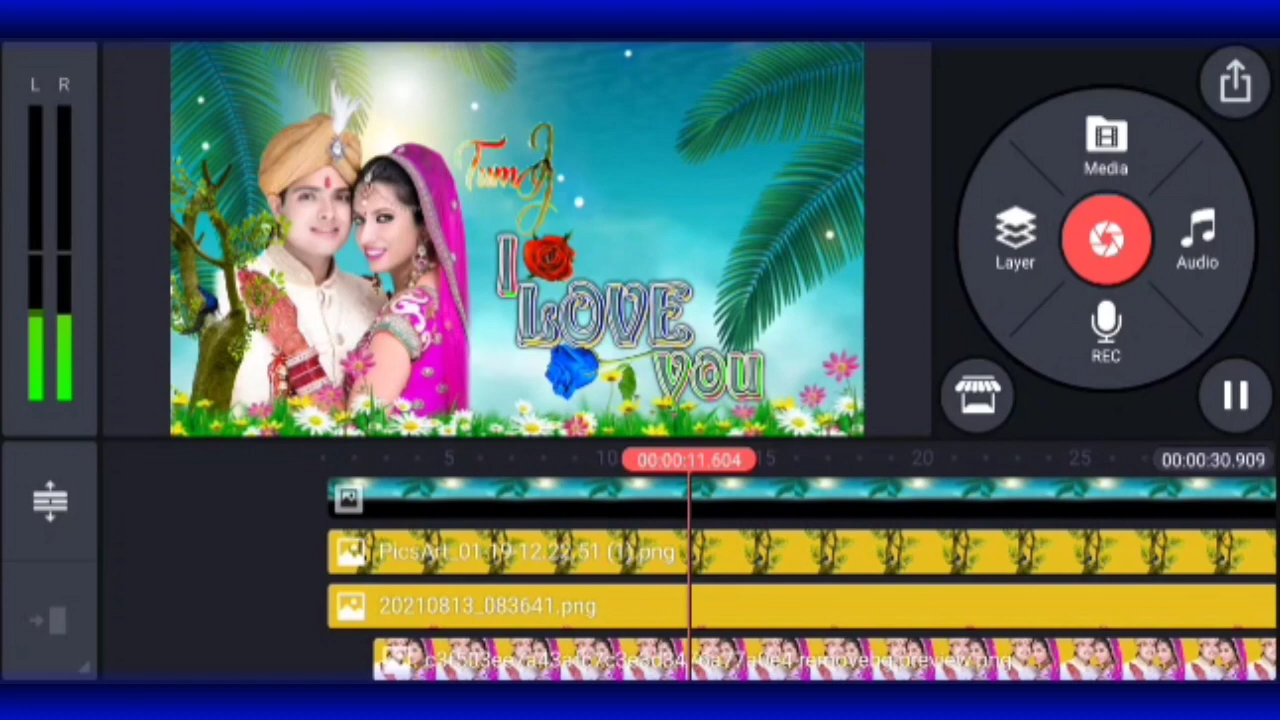 L R
Tum
I
LOVE
you
Media
Layer
Audio
REC
5 10 00:00:11.604 15 20 25 00:00:30.909
PicsArt_01-19-12.22.51 (1).png
20210813_083641.png